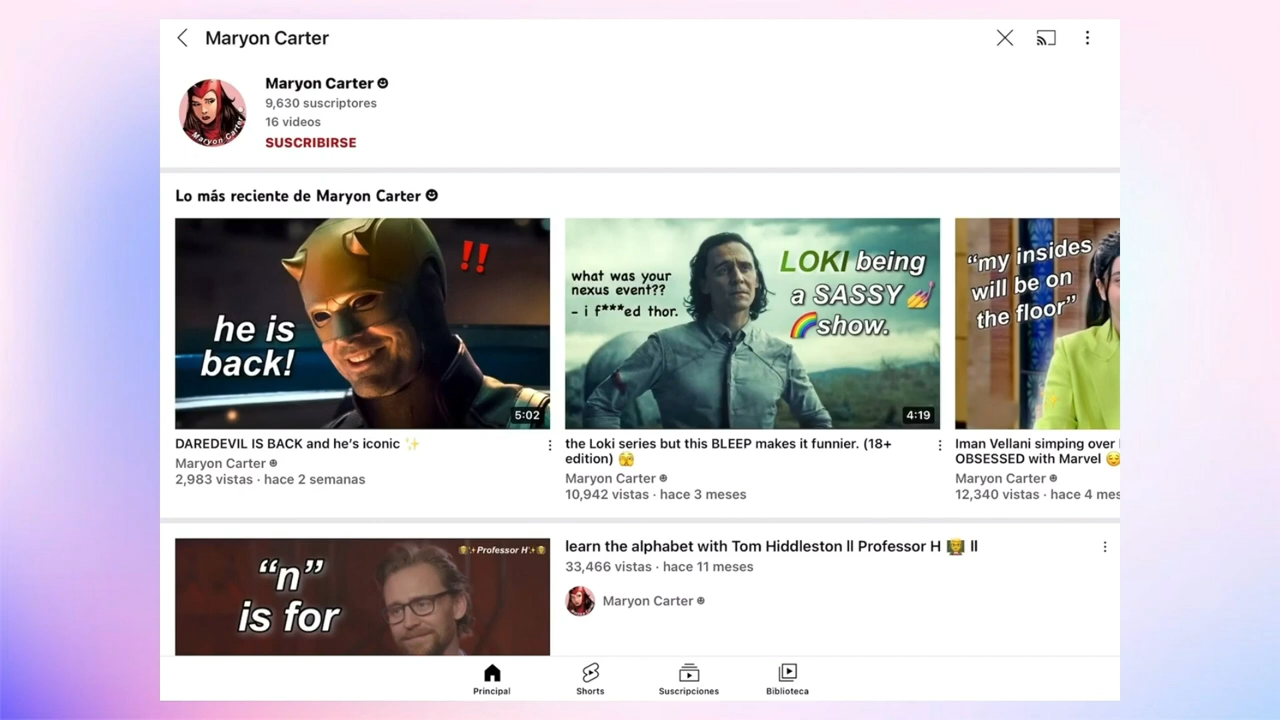 Maryon Carter
Maryon Carter
9,630 suscriptores
16 videos
SUSCRIBIRSE
Maryon Carter
Lo más reciente de Maryon Carter
he is
back!
5:02
DAREDEVIL IS BACK and he's iconic ✨
Maryon Carter
2,983 vistas · hace 2 semanas
what was your
nexus event??
- i f***ed thor.
LOKI being
a SASSY 💅
🌈show.
4:19
the Loki series but this BLEEP makes it funnier. (18+
edition) 🫣
Maryon Carter
10,942 vistas · hace 3 meses
“my insides
will be on
the floor”
Iman Vellani simping over
OBSESSED with Marvel ☺️
Maryon Carter
12,340 vistas · hace 4 mes
“n”
is for
Professor H
learn the alphabet with Tom Hiddleston ll Professor H 👨‍🏫 ll
33,466 vistas · hace 11 meses
Maryon Carter
Principal
Shorts
Suscripciones
Biblioteca